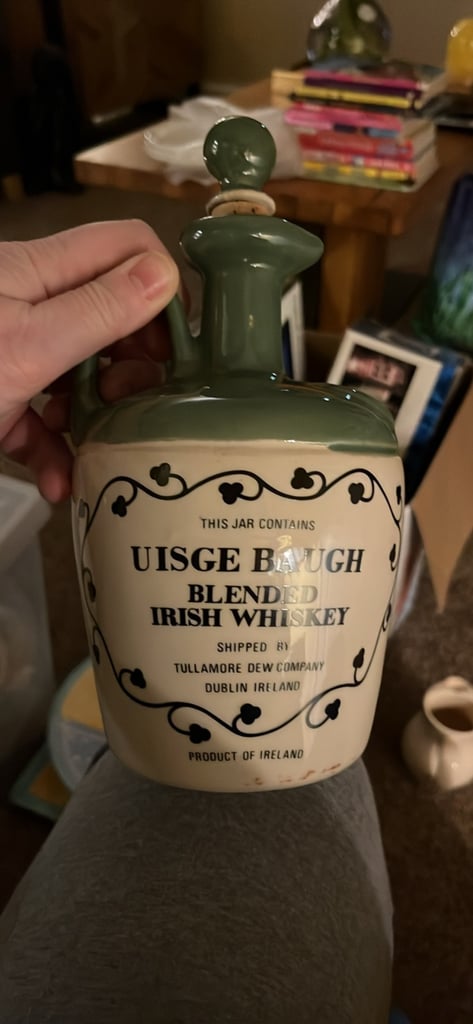 THIS JAR CONTAINS
UISGE BAUGH
BLENDED
IRISH WHISKEY
SHIPPED BY
TULLAMORE DEW COMPANY
DUBLIN IRELAND
PRODUCT OF IRELAND